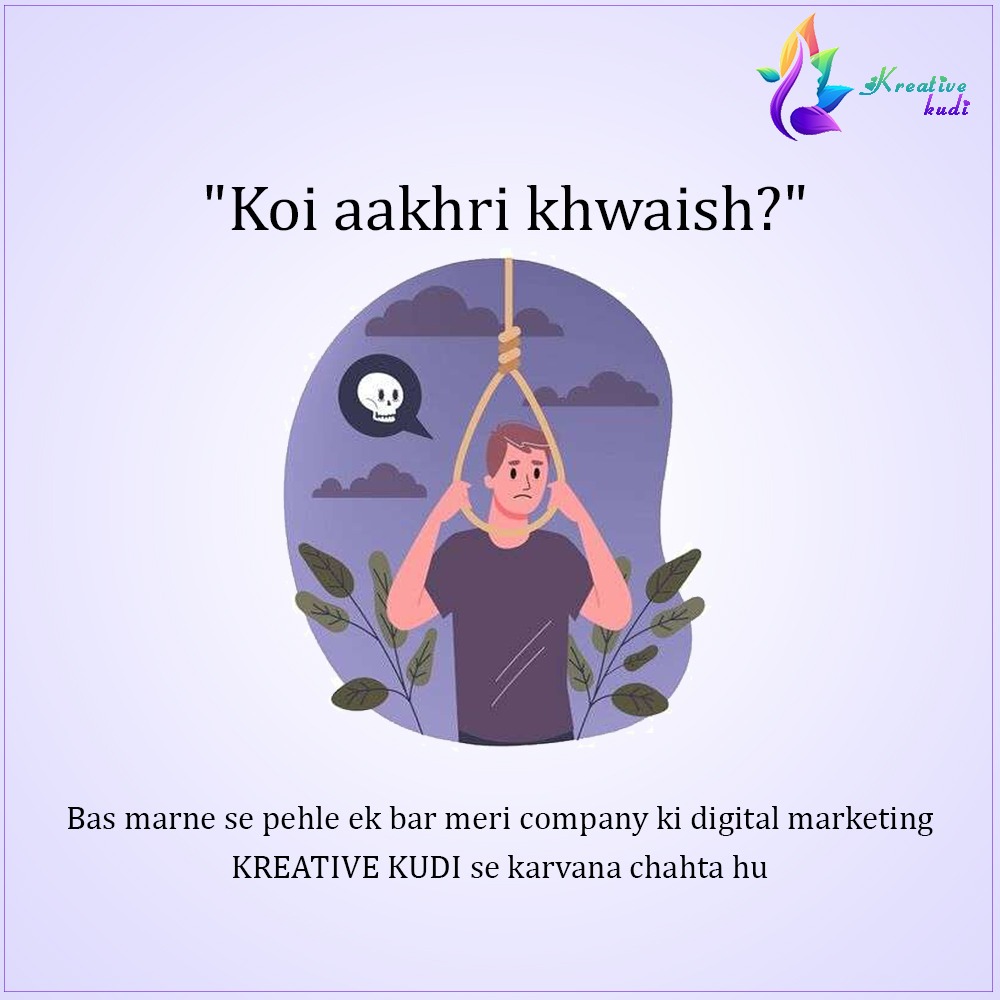 Kreative
kudi
"Koi aakhri khwaish?"
Bas marne se pehle ek bar meri company ki digital marketing
KREATIVE KUDI se karvana chahta hu